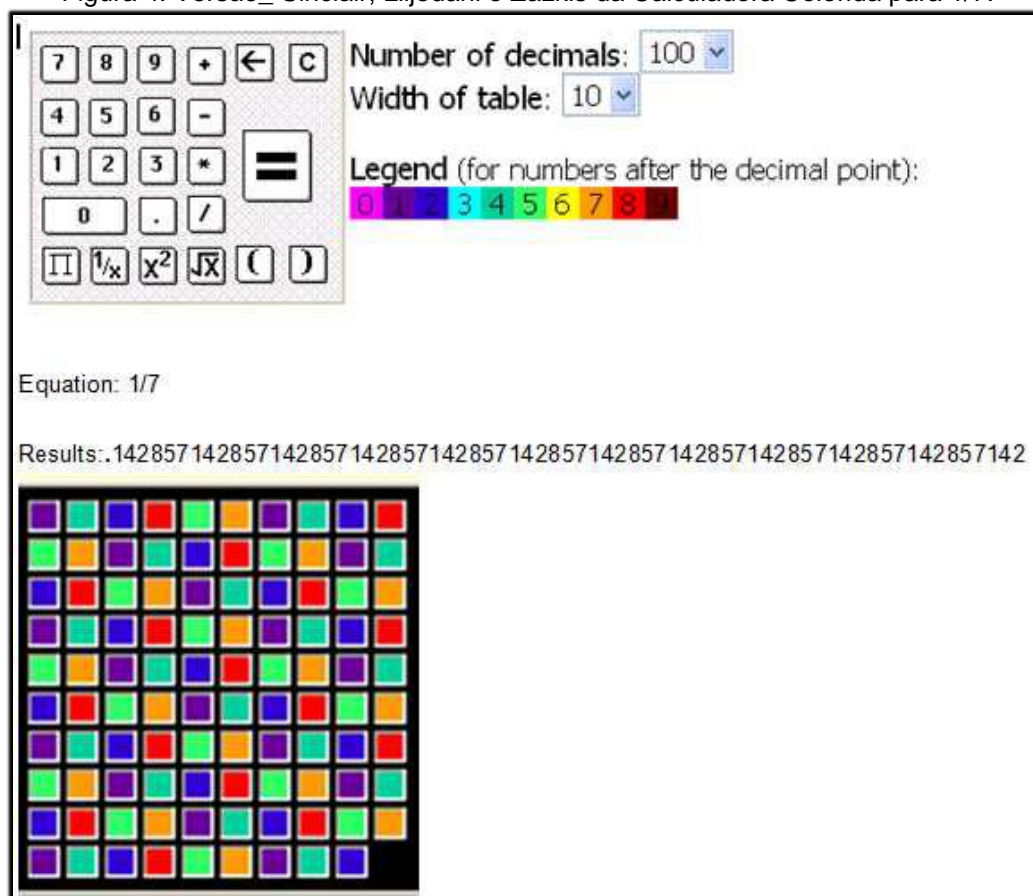 7 8 9 + ← C
4 5 6 -
1 2 3 * =
0 . /
∏ 1/x x² √x ( )
Number of decimals: 100
Width of table: 10
Legend (for numbers after the decimal point):
0 1 2 3 4 5 6 7 8 9
Equation: 1/7
Results:.142857142857142857142857142857142857142857142857142857142857142